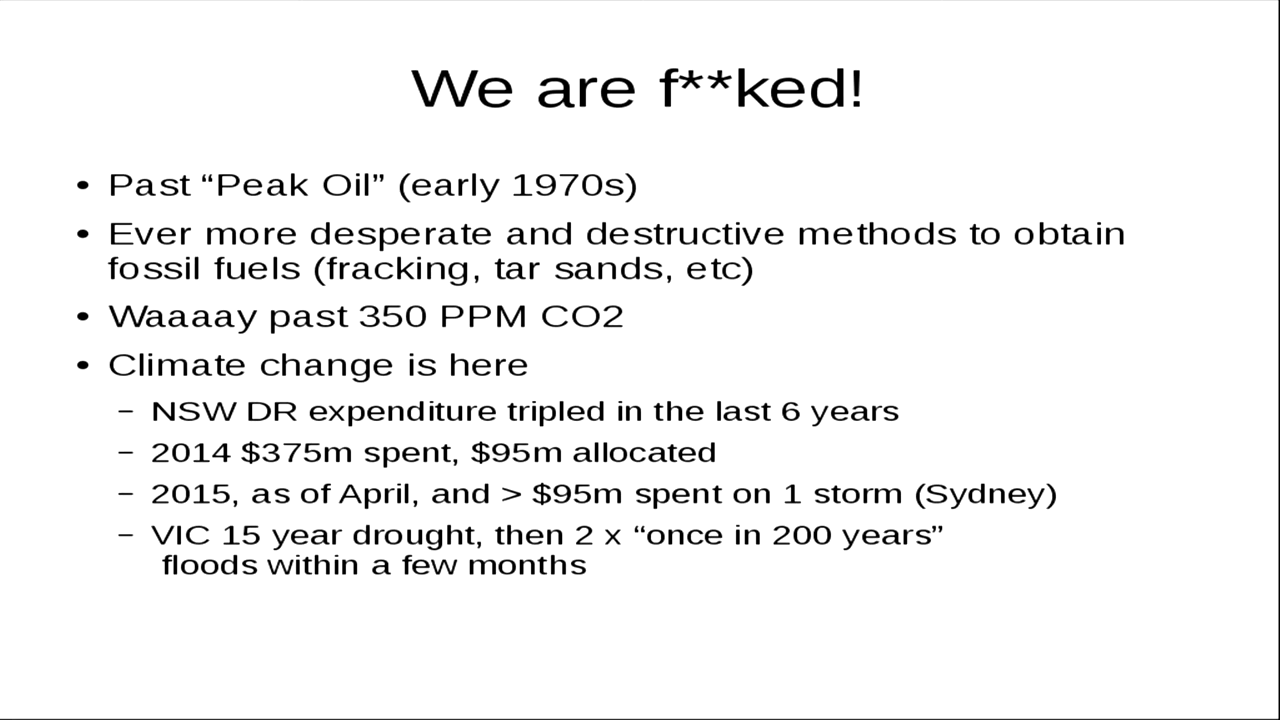 We are f**ked!
• Past “Peak Oil” (early 1970s)
• Ever more desperate and destructive methods to obtain
fossil fuels (fracking, tar sands, etc)
• Waaaay past 350 PPM CO2
• Climate change is here
– NSW DR expenditure tripled in the last 6 years
– 2014 $375m spent, $95m allocated
– 2015, as of April, and > $95m spent on 1 storm (Sydney)
– VIC 15 year drought, then 2 x “once in 200 years”
floods within a few months